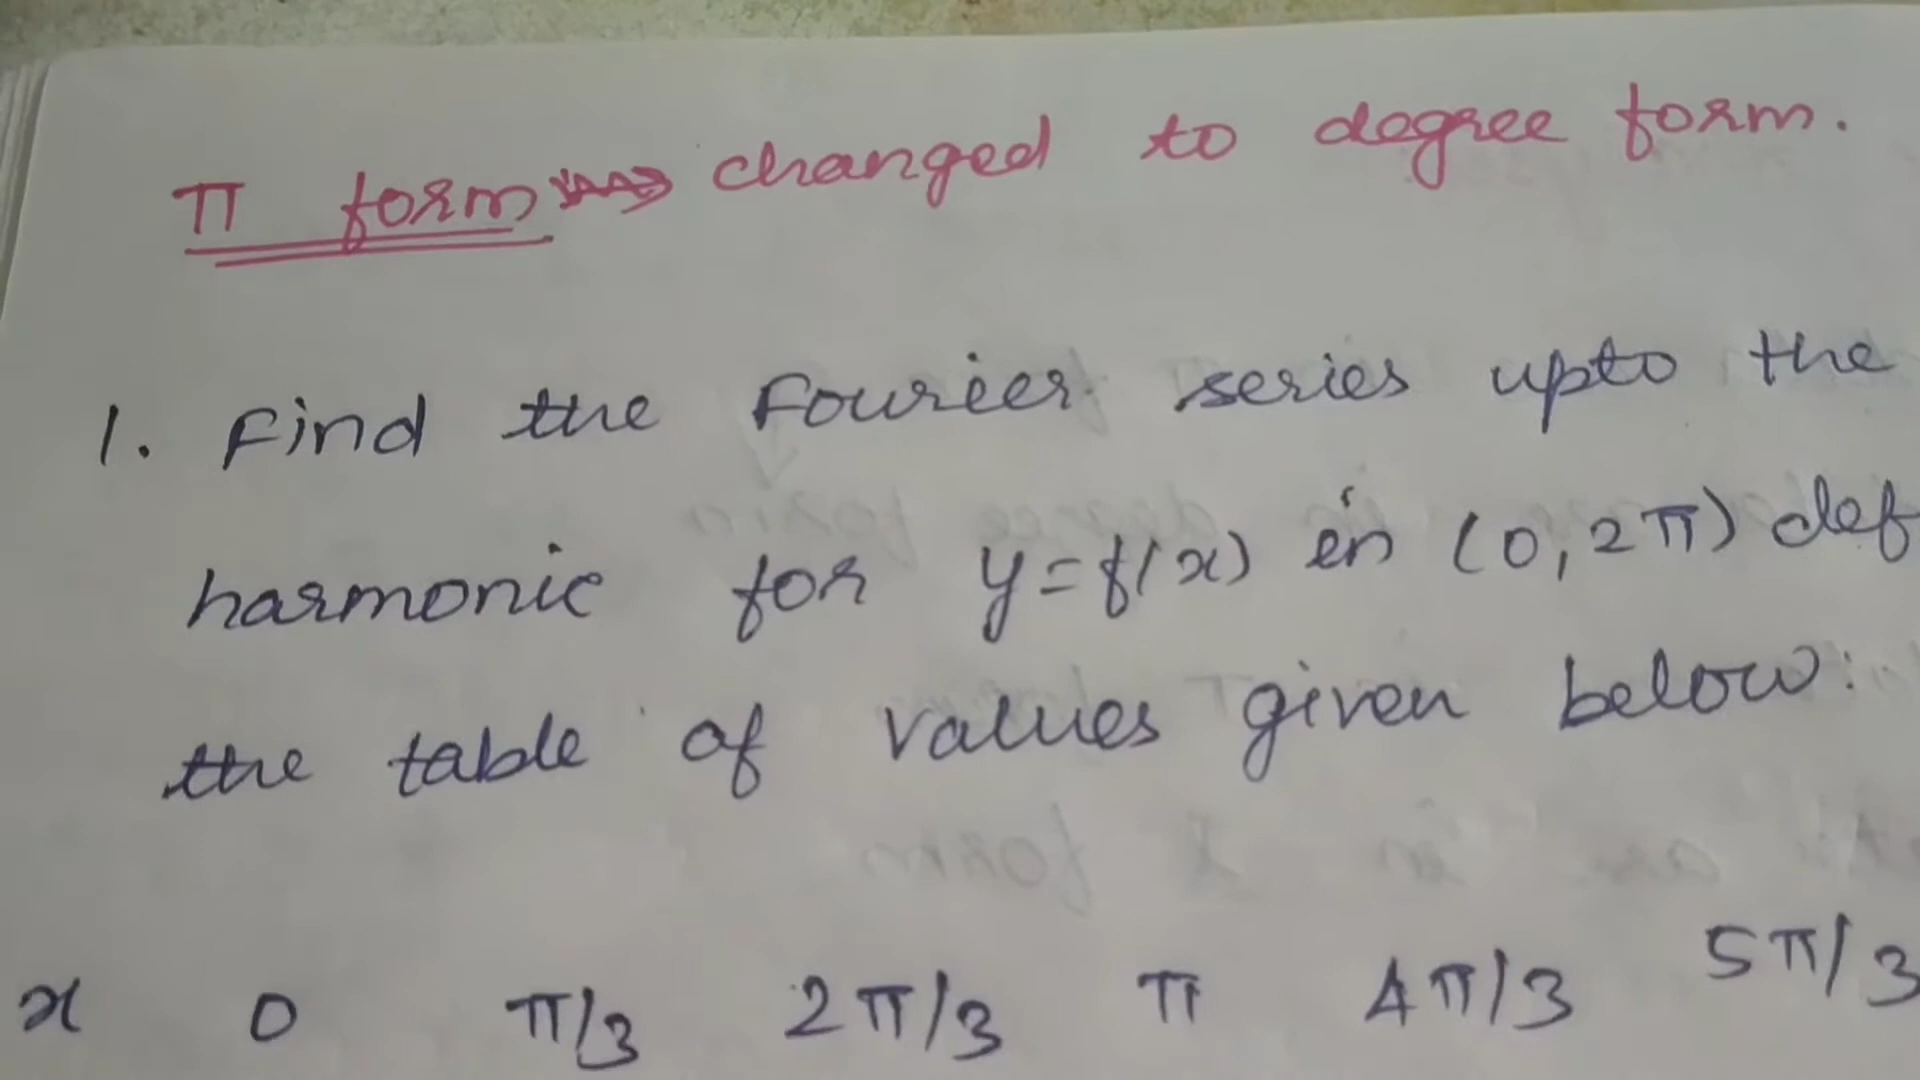 π form → changed to degree form.
1. Find the Fourier series upto the
harmonic for y=f(x) in (0,2π) def
the table of values given below:
x 0 π/3 2π/3 π 4π/3 5π/3